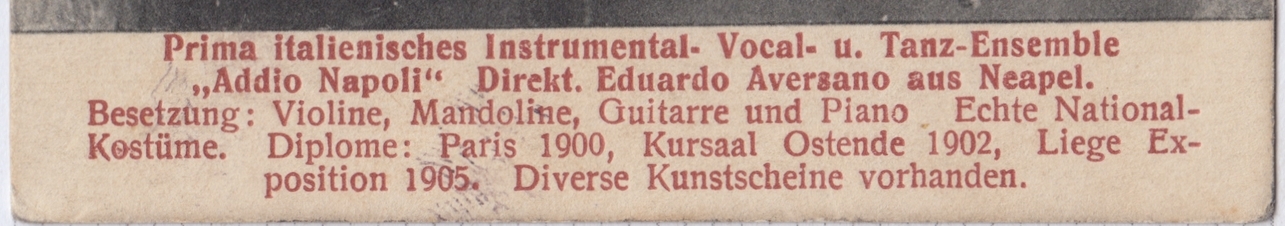 Prima italienisches Instrumental- Vocal- u. Tanz-Ensemble
„Addio Napoli“ Direkt. Eduardo Aversano aus Neapel.
Besetzung: Violine, Mandoline, Guitarre und Piano Echte National-
Kostüme. Diplome: Paris 1900, Kursaal Ostende 1902, Liege Ex-
position 1905. Diverse Kunstscheine vorhanden.